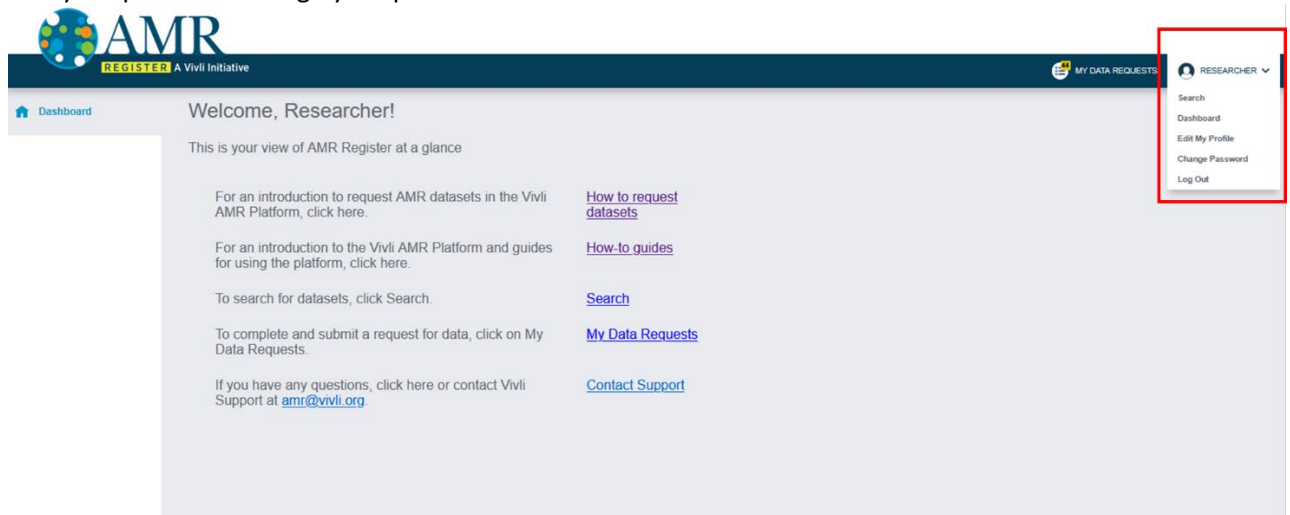 AMR
REGISTER A Vivli Initiative
44
MY DATA REQUESTS
RESEARCHER
Search
Dashboard
Edit My Profile
Change Password
Log Out
Dashboard
Welcome, Researcher!
This is your view of AMR Register at a glance
For an introduction to request AMR datasets in the Vivli
AMR Platform, click here.
How to request
datasets
For an introduction to the Vivli AMR Platform and guides
for using the platform, click here.
How-to guides
To search for datasets, click Search.
Search
To complete and submit a request for data, click on My
Data Requests.
My Data Requests
If you have any questions, click here or contact Vivli
Support at amr@vivli.org.
Contact Support